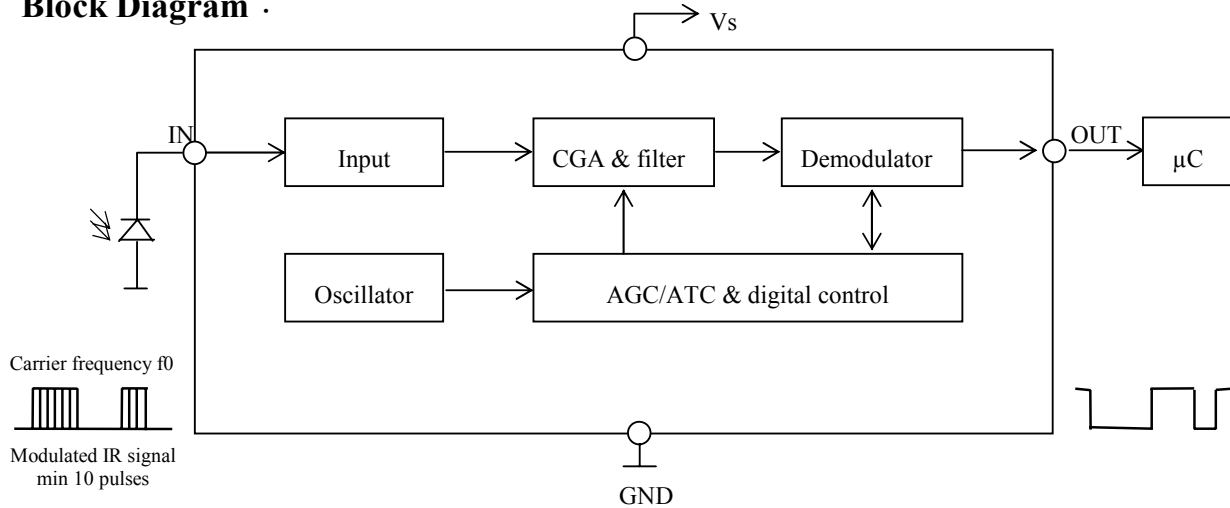 Block Diagram .
Vs
IN
OUT
Input
CGA & filter
Demodulator
µC
Oscillator
AGC/ATC & digital control
Carrier frequency f0
Modulated IR signal
min 10 pulses
GND